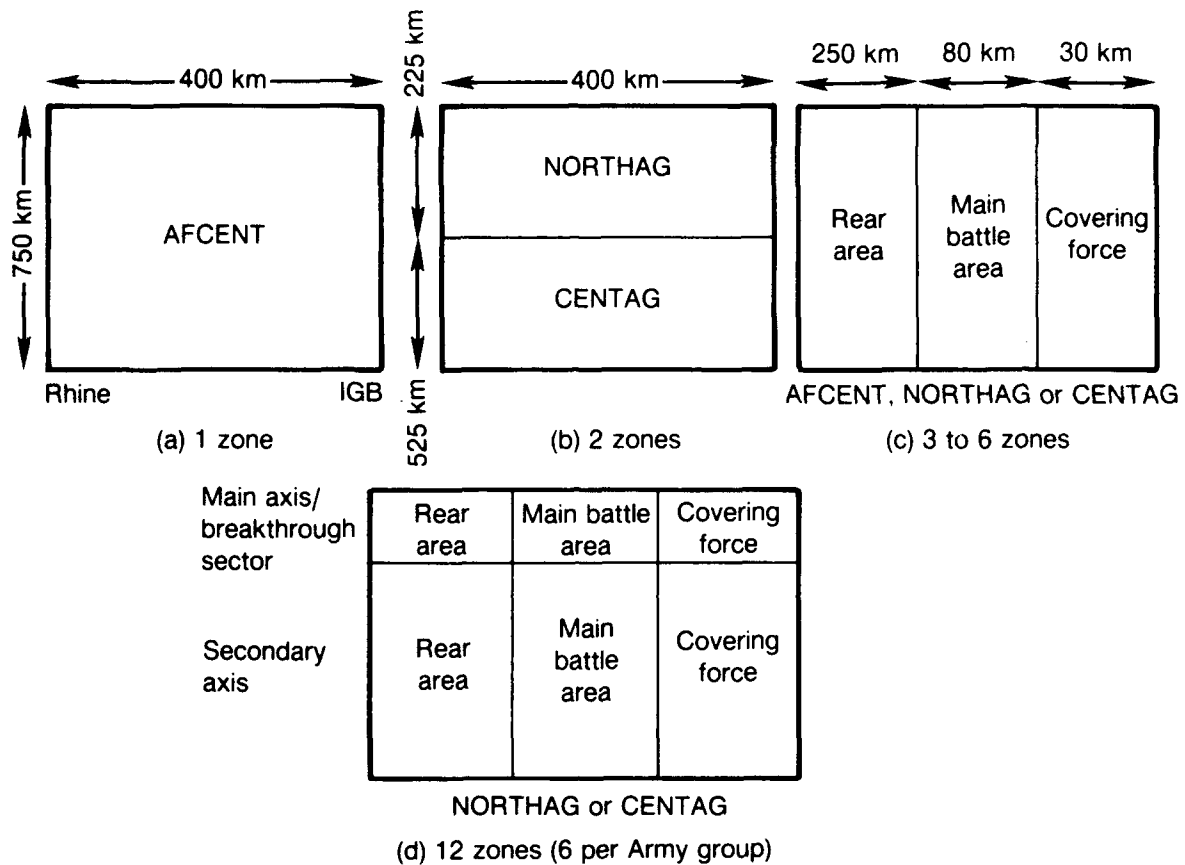 400 km
750 km
AFCENT
Rhine
IGB
(a) 1 zone
225 km
525 km
400 km
NORTHAG
CENTAG
(b) 2 zones
250 km
80 km
30 km
Rear
area
Main
battle
area
Covering
force
AFCENT, NORTHAG or CENTAG
(c) 3 to 6 zones
Main axis/
breakthrough
sector
Rear
area
Main battle
area
Covering
force
Secondary
axis
Rear
area
Main
battle
area
Covering
force
NORTHAG or CENTAG
(d) 12 zones (6 per Army group)